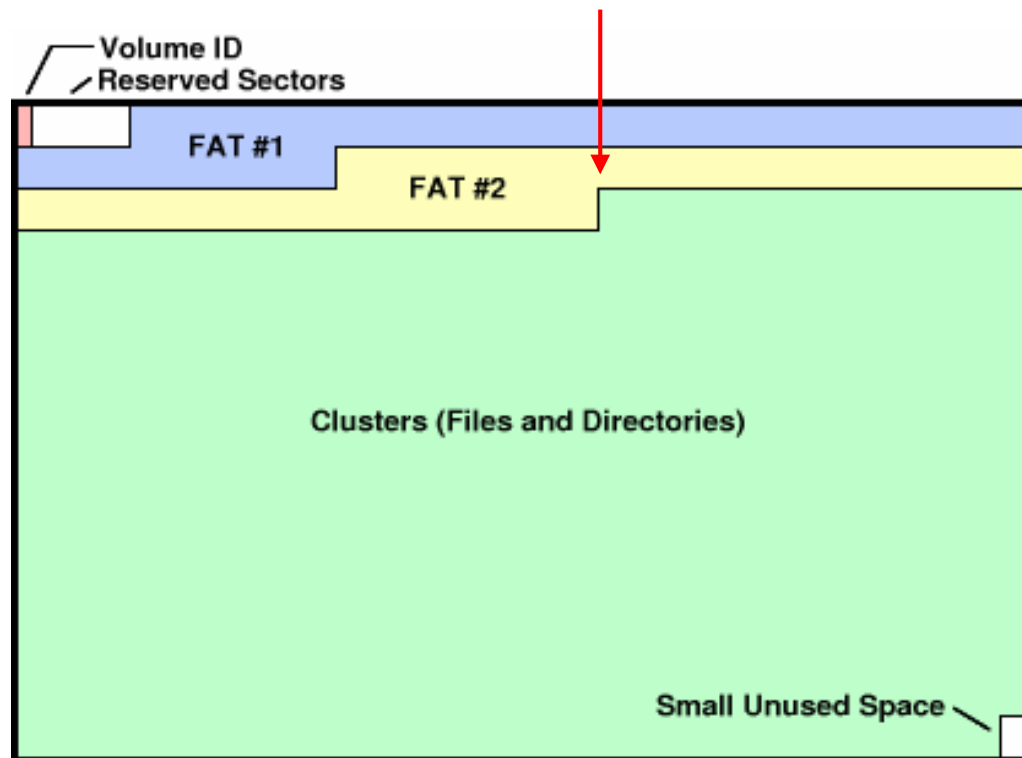 Volume ID
Reserved Sectors
FAT #1
FAT #2
Clusters (Files and Directories)
Small Unused Space